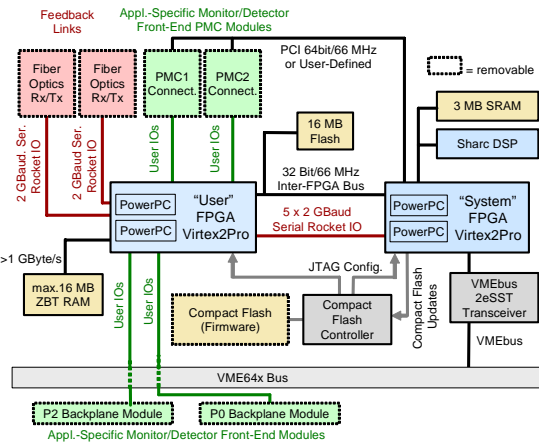 Feedback
Links
Appl.-Specific Monitor/Detector
Front-End PMC Modules
PCI 64bit/66 MHz
or User-Defined
= removable
Fiber
Optics
Rx/Tx
Fiber
Optics
Rx/Tx
PMC1
Connect.
PMC2
Connect.
3 MB SRAM
16 MB
Flash
Sharc DSP
2 GBaud. Ser.
Rocket IO
2 GBaud. Ser.
Rocket IO
User IOs
User IOs
32 Bit/66 MHz
Inter-FPGA Bus
PowerPC
PowerPC
"User"
FPGA
Virtex2Pro
5 x 2 GBaud
Serial Rocket IO
PowerPC
PowerPC
"System"
FPGA
Virtex2Pro
>1 GByte/s
JTAG Config.
max.16 MB
ZBT RAM
User IOs
User IOs
Compact Flash
(Firmware)
Compact
Flash
Controller
Compact Flash
Updates
VMEbus
2eSST
Transceiver
VMEbus
VME64x Bus
P2 Backplane Module
P0 Backplane Module
Appl.-Specific Monitor/Detector Front-End Modules